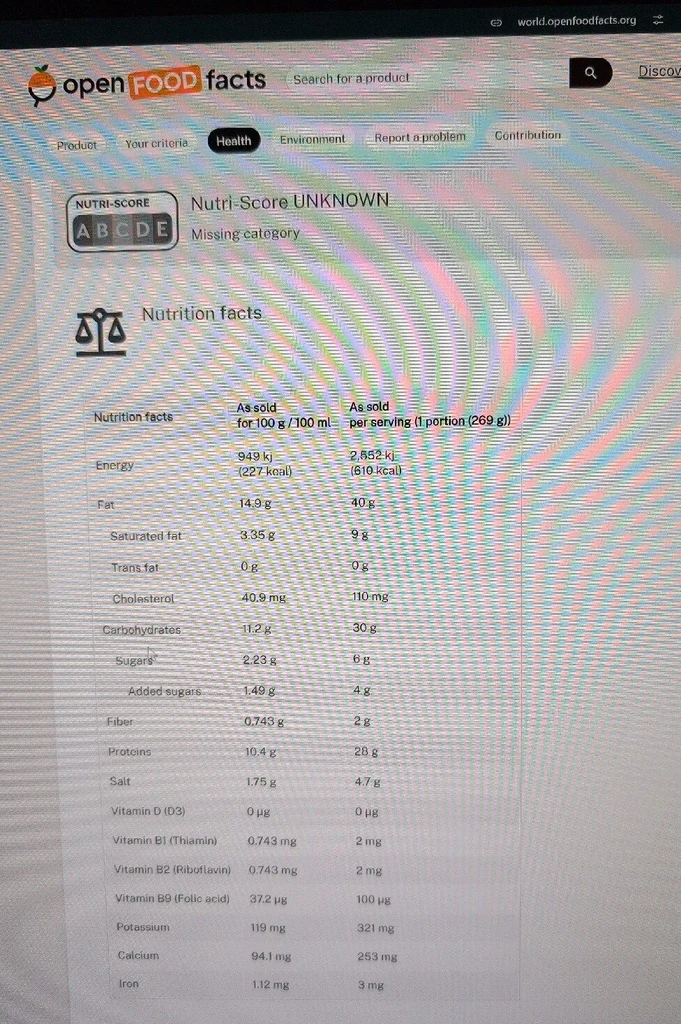 world.openfoodfacts.org
open FOOD facts
Search for a product
Discov
Product Your criteria Health Environment Report a problem Contribution
NUTRI-SCORE
A B C D E
Nutri-Score UNKNOWN
Missing category
Nutrition facts
Nutrition facts As sold for 100 g / 100 ml As sold per serving (1 portion (269 g))
Energy 949 kj (227 kcal) 2,552 kj (610 kcal)
Fat 14.9 g 40 g
Saturated fat 3.35 g 9 g
Trans fat 0 g 0 g
Cholesterol 40.9 mg 110 mg
Carbohydrates 11.2 g 30 g
Sugars 2.23 g 6 g
Added sugars 1.49 g 4 g
Fiber 0.743 g 2 g
Proteins 10.4 g 28 g
Salt 1.75 g 4.7 g
Vitamin D (D3) 0 µg 0 µg
Vitamin B1 (Thiamin) 0.743 mg 2 mg
Vitamin B2 (Riboflavin) 0.743 mg 2 mg
Vitamin B9 (Folic acid) 37.2 µg 100 µg
Potassium 119 mg 321 mg
Calcium 94.1 mg 253 mg
Iron 1.12 mg 3 mg